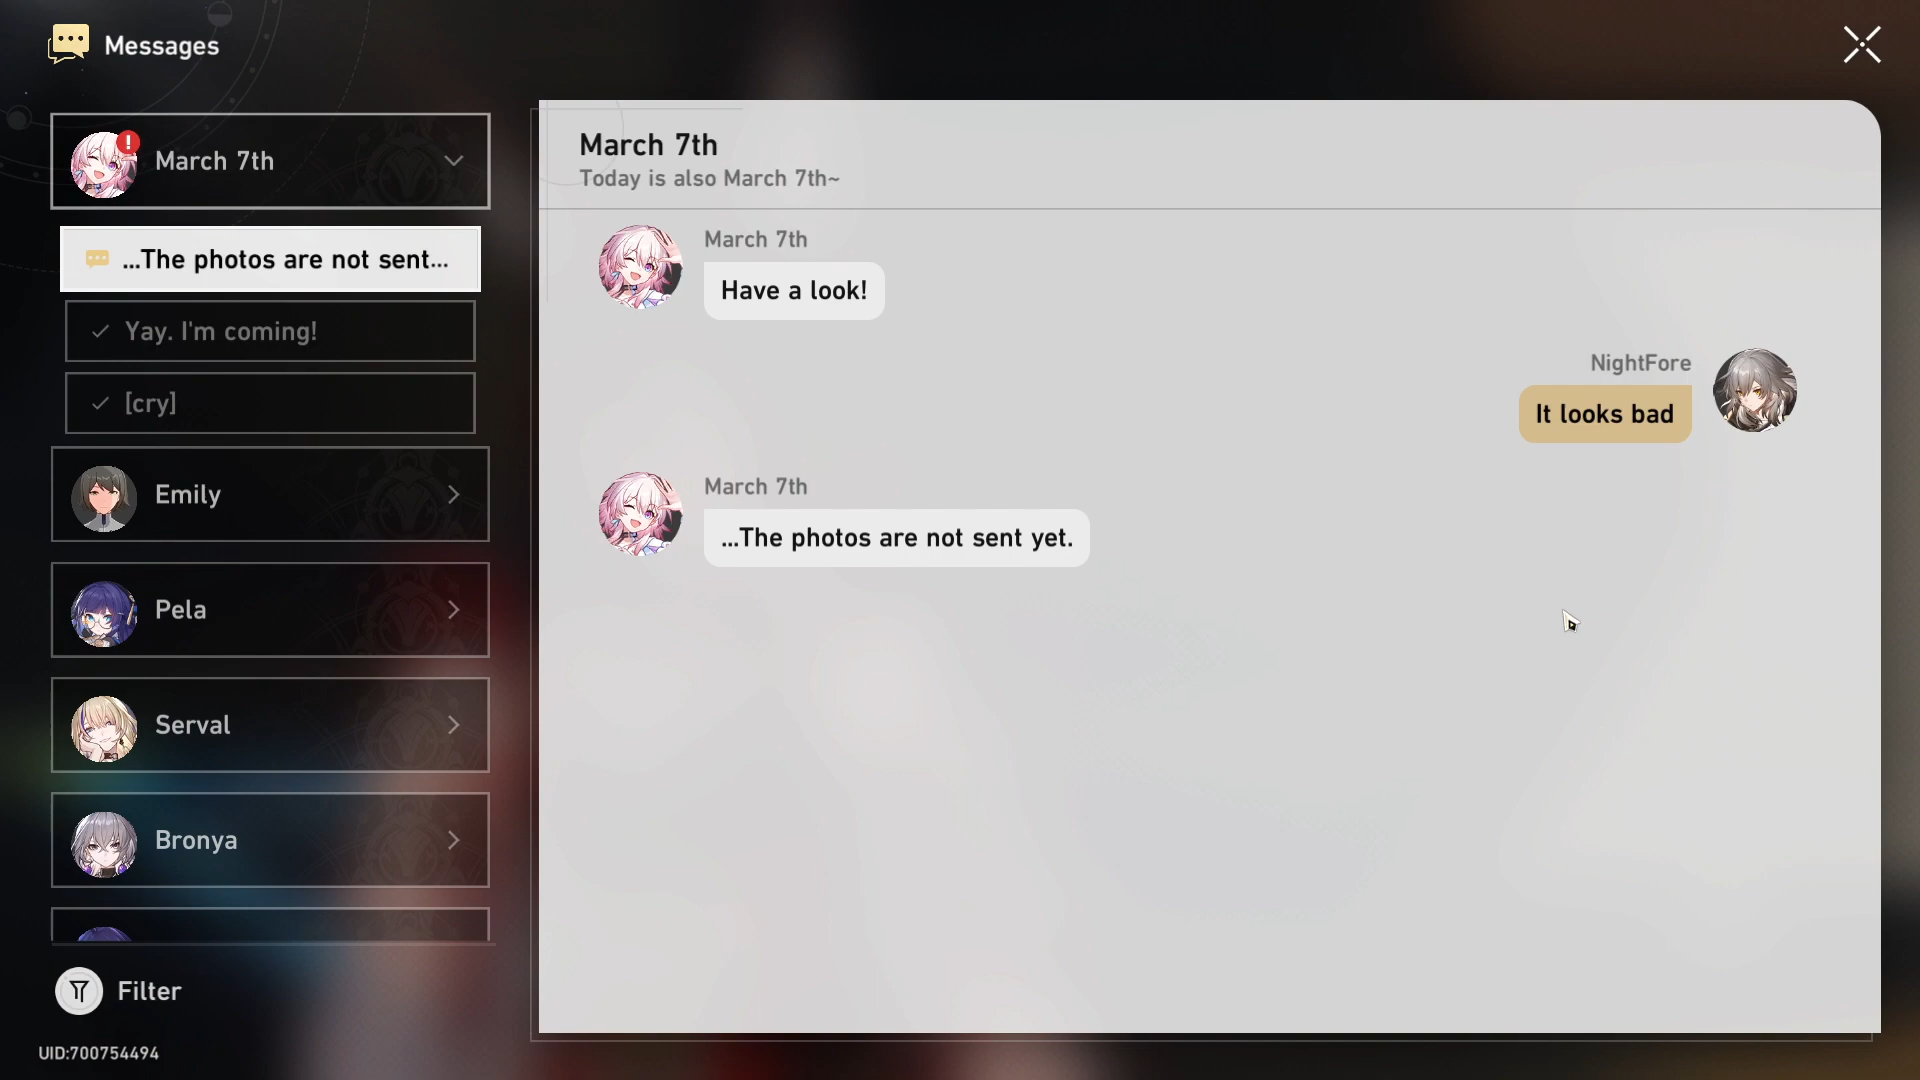 Messages
March 7th
...The photos are not sent...
Yay. I'm coming!
[cry]
Emily
Pela
Serval
Bronya
Filter
UID:700754494
March 7th
Today is also March 7th~
March 7th
Have a look!
NightFore
It looks bad
March 7th
...The photos are not sent yet.